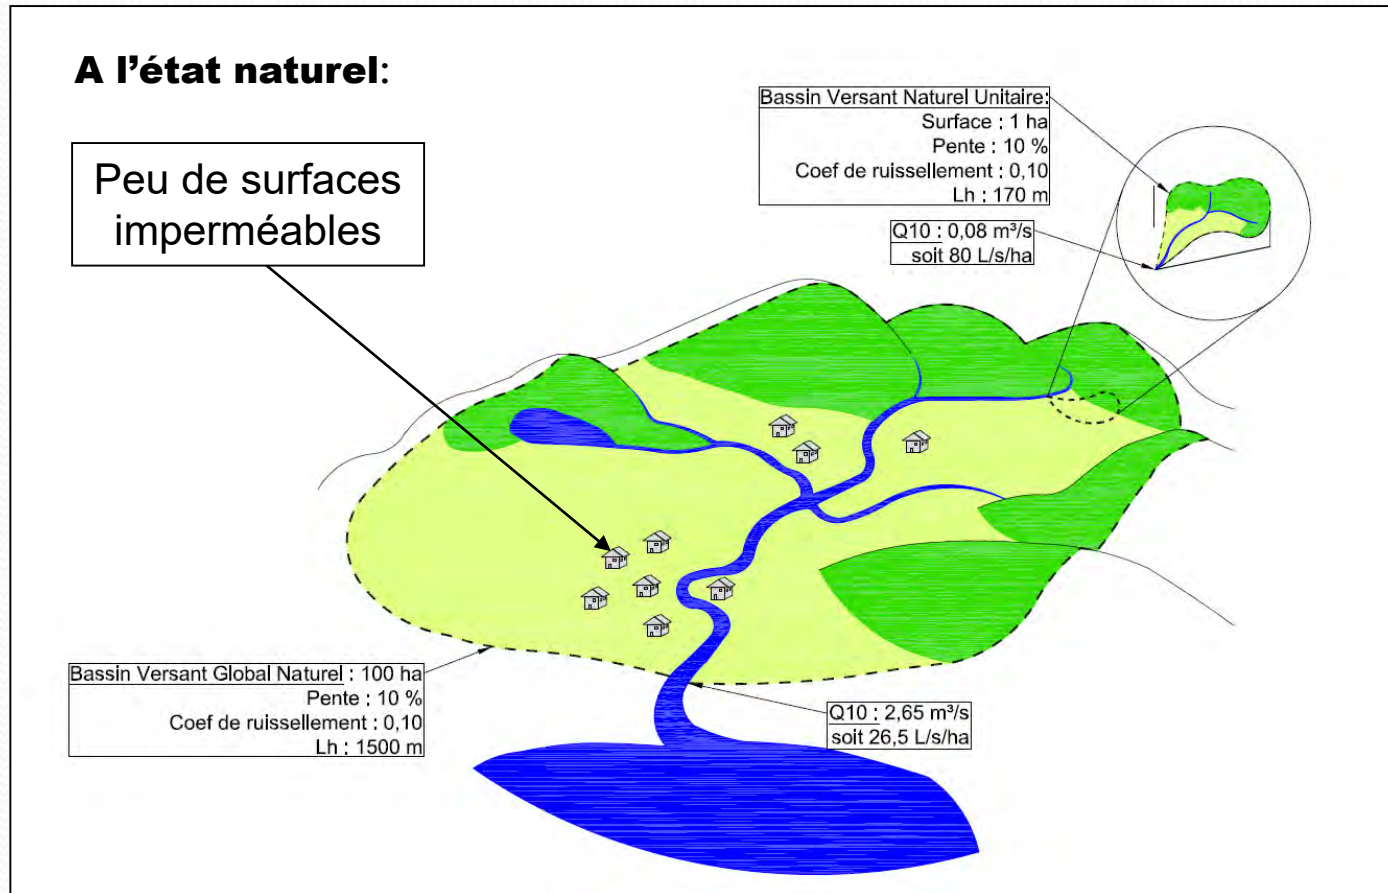 A l’état naturel:
Peu de surfaces
imperméables
Bassin Versant Naturel Unitaire:
Surface : 1 ha
Pente : 10 %
Coef de ruissellement : 0,10
Lh : 170 m
Q10 : 0,08 m³/s
soit 80 L/s/ha
Bassin Versant Global Naturel : 100 ha
Pente : 10 %
Coef de ruissellement : 0,10
Lh : 1500 m
Q10 : 2,65 m³/s
soit 26,5 L/s/ha